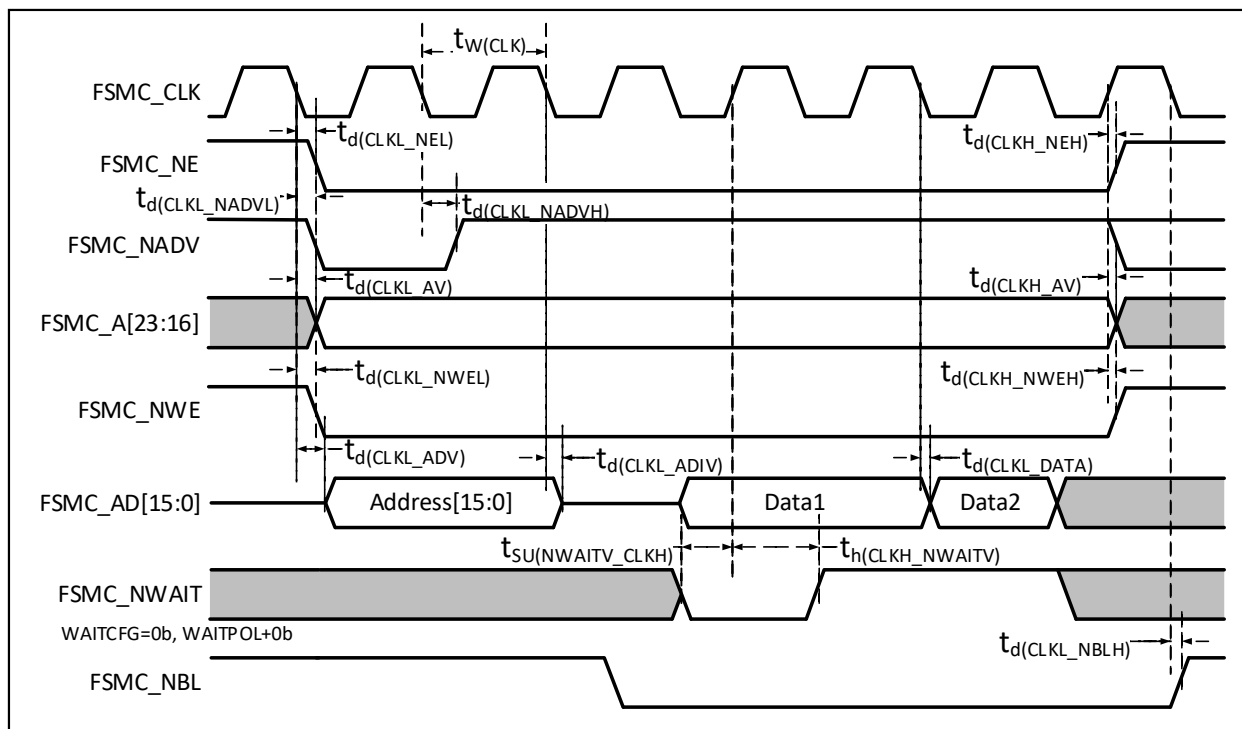 tW(CLK)
FSMC_CLK
td(CLKL_NEL)
td(CLKH_NEH)
FSMC_NE
td(CLKL_NADVL)
td(CLKL_NADVH)
FSMC_NADV
td(CLKL_AV)
td(CLKH_AV)
FSMC_A[23:16]
td(CLKL_NWEL)
td(CLKH_NWEH)
FSMC_NWE
td(CLKL_ADV)
td(CLKL_ADIV)
td(CLKL_DATA)
FSMC_AD[15:0]
Address[15:0]
Data1
Data2
tSU(NWAITV_CLKH)
th(CLKH_NWAITV)
FSMC_NWAIT
WAITCFG=0b, WAITPOL+0b
td(CLKL_NBLH)
FSMC_NBL